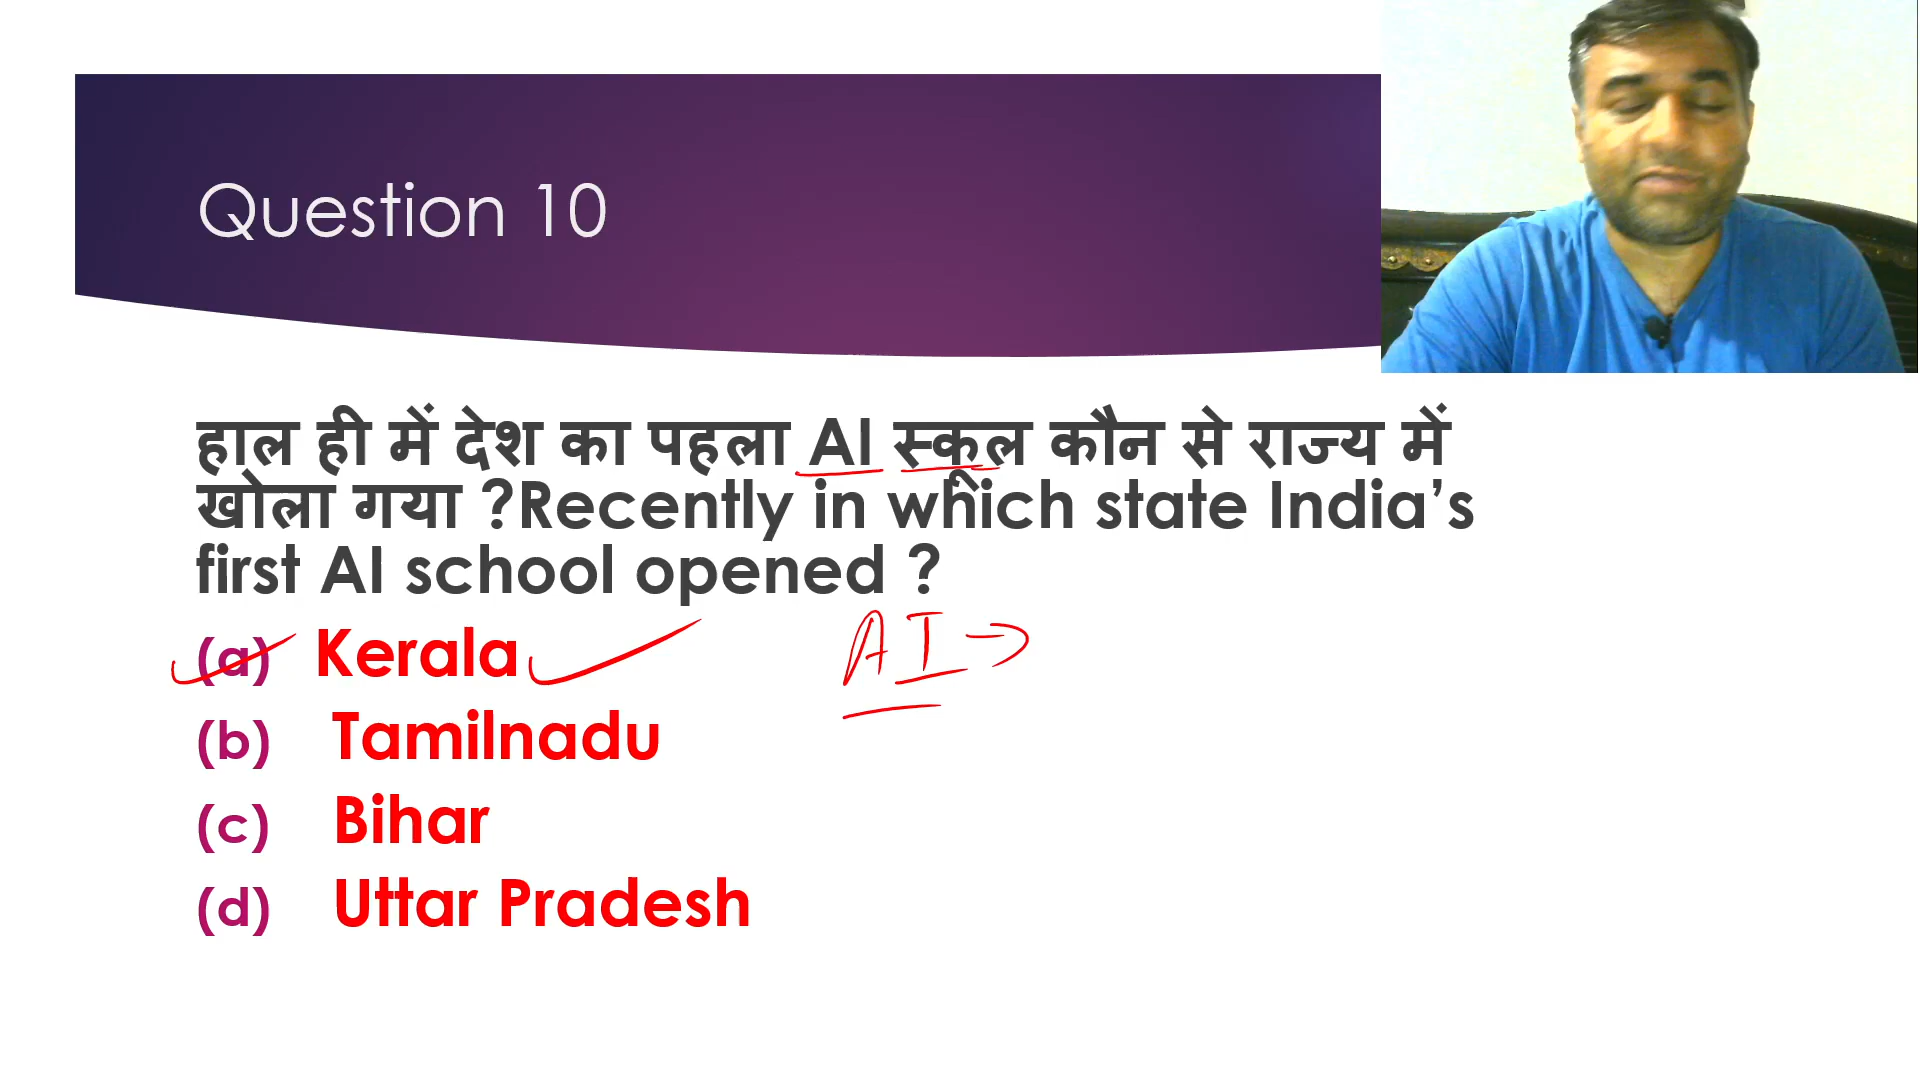 Question 10
हाल ही में देश का पहला AI स्कूल कौन से राज्य में
खोला गया ?Recently in which state India’s
first AI school opened ?
(a) Kerala
AI
(b) Tamilnadu
(c) Bihar
(d) Uttar Pradesh